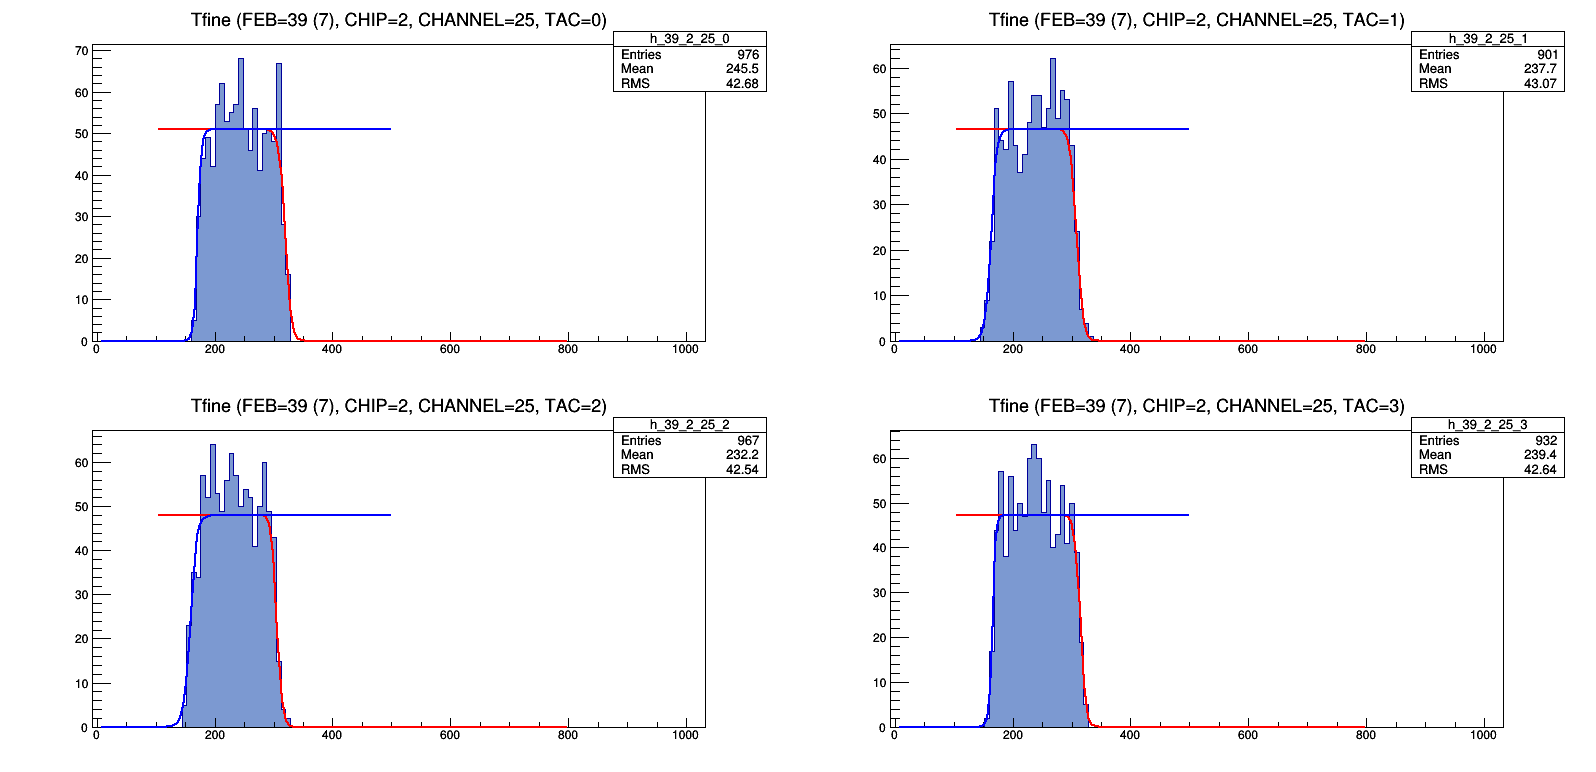 Tfine (FEB=39 (7), CHIP=2, CHANNEL=25, TAC=0)
h_39_2_25_0
Entries 976
Mean 245.5
RMS 42.68
70
60
50
40
30
20
10
0
0 200 400 600 800 1000
Tfine (FEB=39 (7), CHIP=2, CHANNEL=25, TAC=1)
h_39_2_25_1
Entries 901
Mean 237.7
RMS 43.07
60
50
40
30
20
10
0
0 200 400 600 800 1000
Tfine (FEB=39 (7), CHIP=2, CHANNEL=25, TAC=2)
h_39_2_25_2
Entries 967
Mean 232.2
RMS 42.54
60
50
40
30
20
10
0
0 200 400 600 800 1000
Tfine (FEB=39 (7), CHIP=2, CHANNEL=25, TAC=3)
h_39_2_25_3
Entries 932
Mean 239.4
RMS 42.64
60
50
40
30
20
10
0
0 200 400 600 800 1000